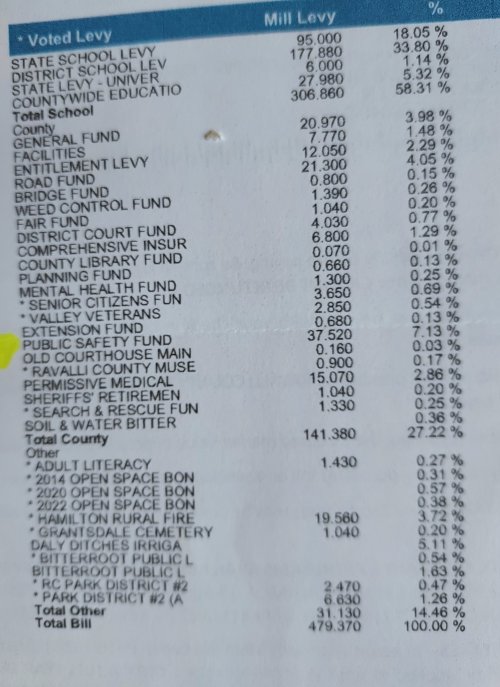 * Voted Levy Mill Levy %
STATE SCHOOL LEVY 95.000 18.05 %
DISTRICT SCHOOL LEV 177.880 33.80 %
STATE LEVY - UNIVER 6.000 1.14 %
COUNTYWIDE EDUCATIO 27.980 5.32 %
Total School 306.860 58.31 %
County
GENERAL FUND 20.970 3.98 %
FACILITIES 7.770 1.48 %
ENTITLEMENT LEVY 12.050 2.29 %
ROAD FUND 21.300 4.05 %
BRIDGE FUND 0.800 0.15 %
WEED CONTROL FUND 1.390 0.26 %
FAIR FUND 1.040 0.20 %
DISTRICT COURT FUND 4.030 0.77 %
COMPREHENSIVE INSUR 6.800 1.29 %
COUNTY LIBRARY FUND 0.070 0.01 %
PLANNING FUND 0.660 0.13 %
MENTAL HEALTH FUND 1.300 0.25 %
* SENIOR CITIZENS FUN 3.650 0.69 %
* VALLEY VETERANS 2.850 0.54 %
EXTENSION FUND 0.680 0.13 %
PUBLIC SAFETY FUND 37.520 7.13 %
OLD COURTHOUSE MAIN 0.160 0.03 %
* RAVALLI COUNTY MUSE 0.900 0.17 %
PERMISSIVE MEDICAL 15.070 2.86 %
SHERIFFS' RETIREMEN 1.040 0.20 %
* SEARCH & RESCUE FUN 1.330 0.25 %
SOIL & WATER BITTER 0.36 %
Total County 141.380 27.22 %
Other
* ADULT LITERACY 1.430 0.27 %
* 2014 OPEN SPACE BON 0.31 %
* 2020 OPEN SPACE BON 0.57 %
* 2022 OPEN SPACE BON 0.38 %
* HAMILTON RURAL FIRE 19.560 3.72 %
* GRANTSDALE CEMETERY 1.040 0.20 %
DALY DITCHES IRRIGA 5.11 %
* BITTERROOT PUBLIC L 0.54 %
BITTERROOT PUBLIC L 1.63 %
* RC PARK DISTRICT #2 2.470 0.47 %
* PARK DISTRICT #2 (A 6.630 1.26 %
Total Other 31.130 14.46 %
Total Bill 479.370 100.00 %